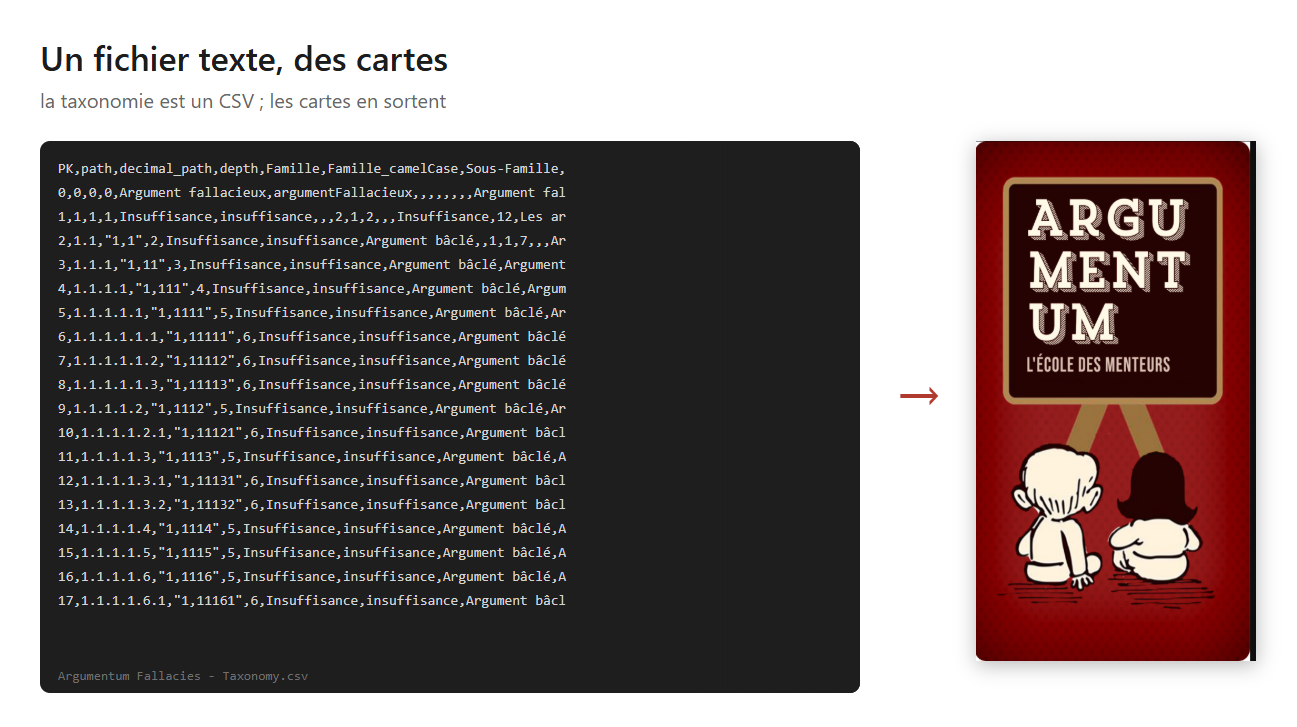 Un fichier texte, des cartes
la taxonomie est un CSV ; les cartes en sortent
PK,path,decimal_path,depth,Famille,Famille_camelCase,Sous-Famille,
0,0,0,0,Argument fallacieux,argumentFallacieux,,,,,,,,Argument fal
1,1,1,1,Insuffisance,insuffisance,,,2,1,2,,,Insuffisance,12,Les ar
2,1.1,"1,1",2,Insuffisance,insuffisance,Argument bâclé,,1,1,7,,,Ar
3,1.1.1,"1,11",3,Insuffisance,insuffisance,Argument bâclé,Argument
4,1.1.1.1,"1,111",4,Insuffisance,insuffisance,Argument bâclé,Argum
5,1.1.1.1.1,"1,1111",5,Insuffisance,insuffisance,Argument bâclé,Ar
6,1.1.1.1.1.1,"1,11111",6,Insuffisance,insuffisance,Argument bâclé
7,1.1.1.1.1.2,"1,11112",6,Insuffisance,insuffisance,Argument bâclé
8,1.1.1.1.1.3,"1,11113",6,Insuffisance,insuffisance,Argument bâclé
9,1.1.1.1.2,"1,1112",5,Insuffisance,insuffisance,Argument bâclé,Ar
10,1.1.1.1.2.1,"1,11121",6,Insuffisance,insuffisance,Argument bâcl
11,1.1.1.1.3,"1,1113",5,Insuffisance,insuffisance,Argument bâclé,A
12,1.1.1.1.3.1,"1,11131",6,Insuffisance,insuffisance,Argument bâcl
13,1.1.1.1.3.2,"1,11132",6,Insuffisance,insuffisance,Argument bâcl
14,1.1.1.1.4,"1,1114",5,Insuffisance,insuffisance,Argument bâclé,A
15,1.1.1.1.5,"1,1115",5,Insuffisance,insuffisance,Argument bâclé,A
16,1.1.1.1.6,"1,1116",5,Insuffisance,insuffisance,Argument bâclé,A
17,1.1.1.1.6.1,"1,11161",6,Insuffisance,insuffisance,Argument bâcl
Argumentum Fallacies - Taxonomy.csv
ARGU
MENT
UM
L'ÉCOLE DES MENTEURS